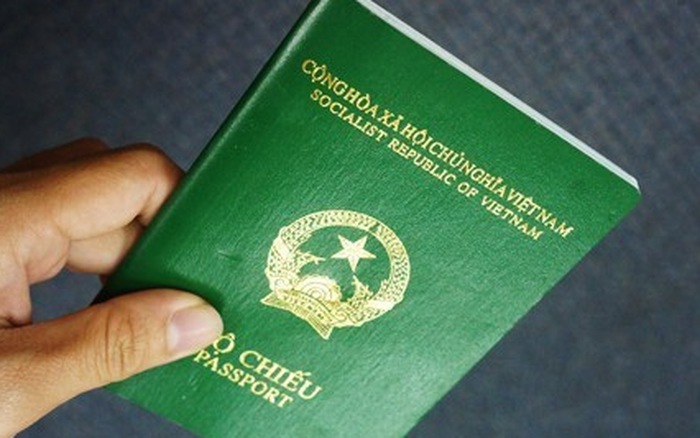 CỘNG HÒA XÃ HỘI CHỦ NGHĨA VIỆT NAM
SOCIALIST REPUBLIC OF VIETNAM
Ộ CHIẾU
PASSPORT